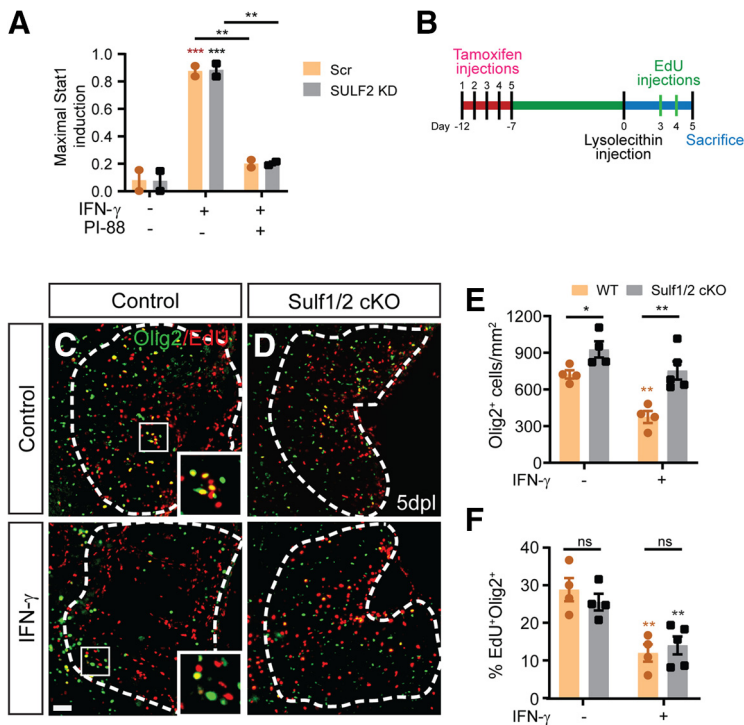 A
** 
**
*** ***
Maximal Stat1
induction
1.0
0.8
0.6
0.4
0.2
0.0
Scr
SULF2 KD
IFN-γ - + +
PI-88 - - +
B
Tamoxifen
injections
1 2 3 4 5
EdU
injections
Day -12 -7 0 3 4 5
Lysolecithin
injection
Sacrifice
Control Sulf1/2 cKO
Control
C Olig2/EdU D
5dpl
IFN-γ
E
WT Sulf1/2 cKO
* **
Olig2+ cells/mm2
1200
900
600
300
0
**
IFN-γ - +
F
ns ns
% EdU+Olig2+
40
30
20
10
0
** **
IFN-γ - +